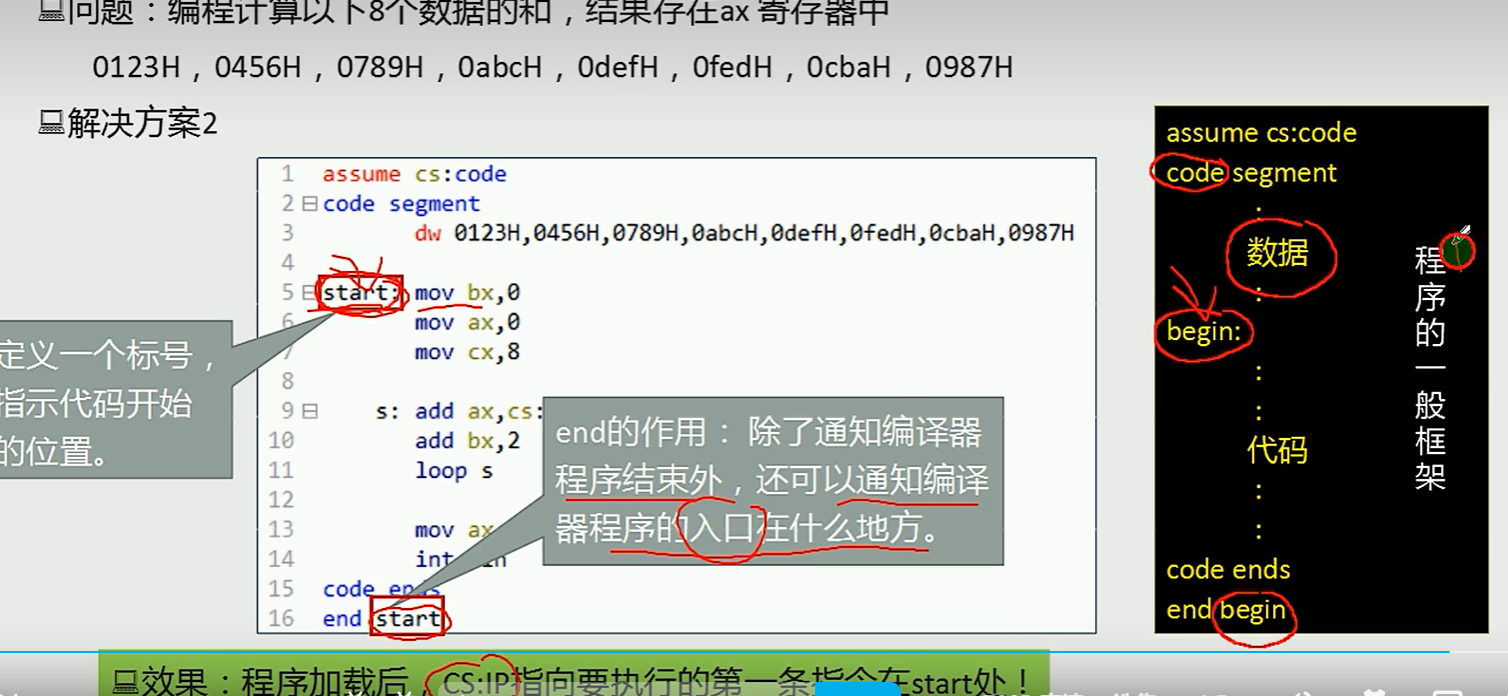 问题：编程计算以下8个数据的和，结果存在ax 寄存器中
0123H，0456H，0789H，0abcH，0defH，0fedH，0cbaH，0987H
解决方案2
1 assume cs:code
2 code segment
3 dw 0123H,0456H,0789H,0abcH,0defH,0fedH,0cbaH,0987H
4
5 start: mov bx,0
6 mov ax,0
7 mov cx,8
8
9 s: add ax,cs:
10 add bx,2
11 loop s
12
13 mov ax
14 int
15 code ends
16 end start
定义一个标号，
指示代码开始
的位置。
end的作用： 除了通知编译器
程序结束外，还可以通知编译
器程序的入口在什么地方。
assume cs:code
code segment
:
数据
:
begin:
:
:
代码
:
:
code ends
end begin
程序的一般框架
效果：程序加载后，CS:IP指向要执行的第一条指令在start处！